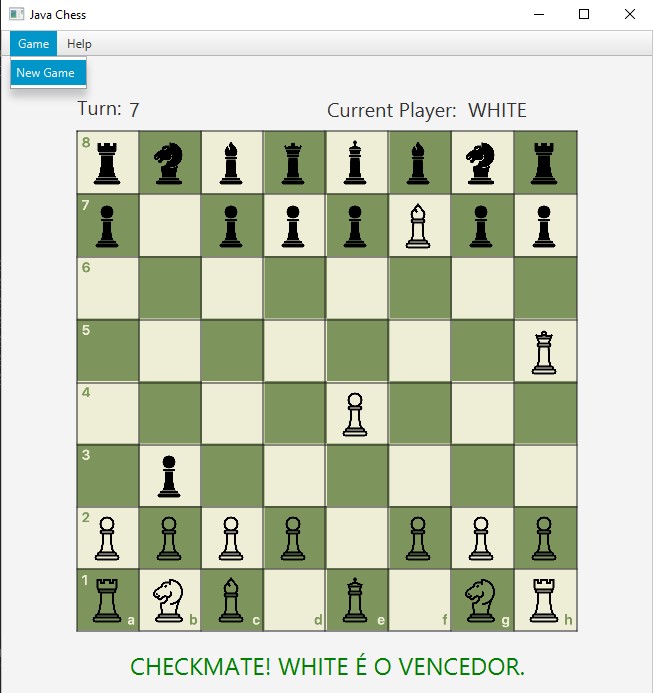 Java Chess
Game Help
New Game
Turn: 7 Current Player: WHITE
8
7
6
5
4
3
2
1 a b c d e f g h
CHECKMATE! WHITE É O VENCEDOR.